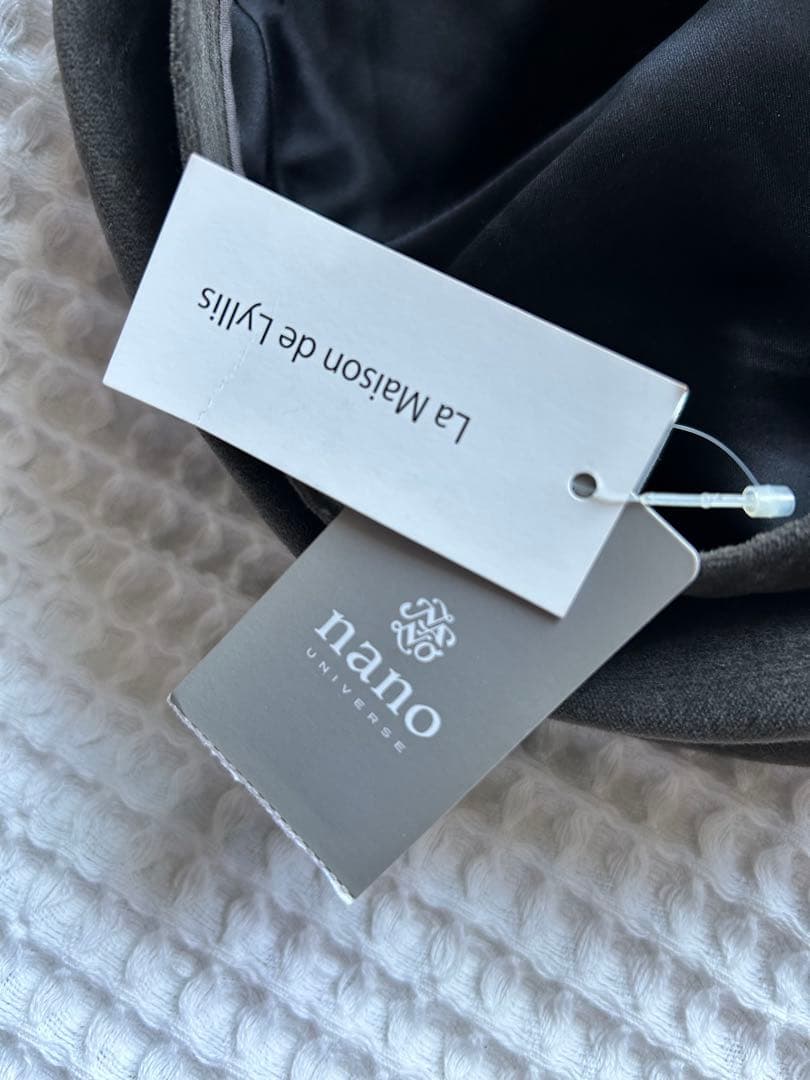 La Maison de Lyllis
nano
UNIVERSE